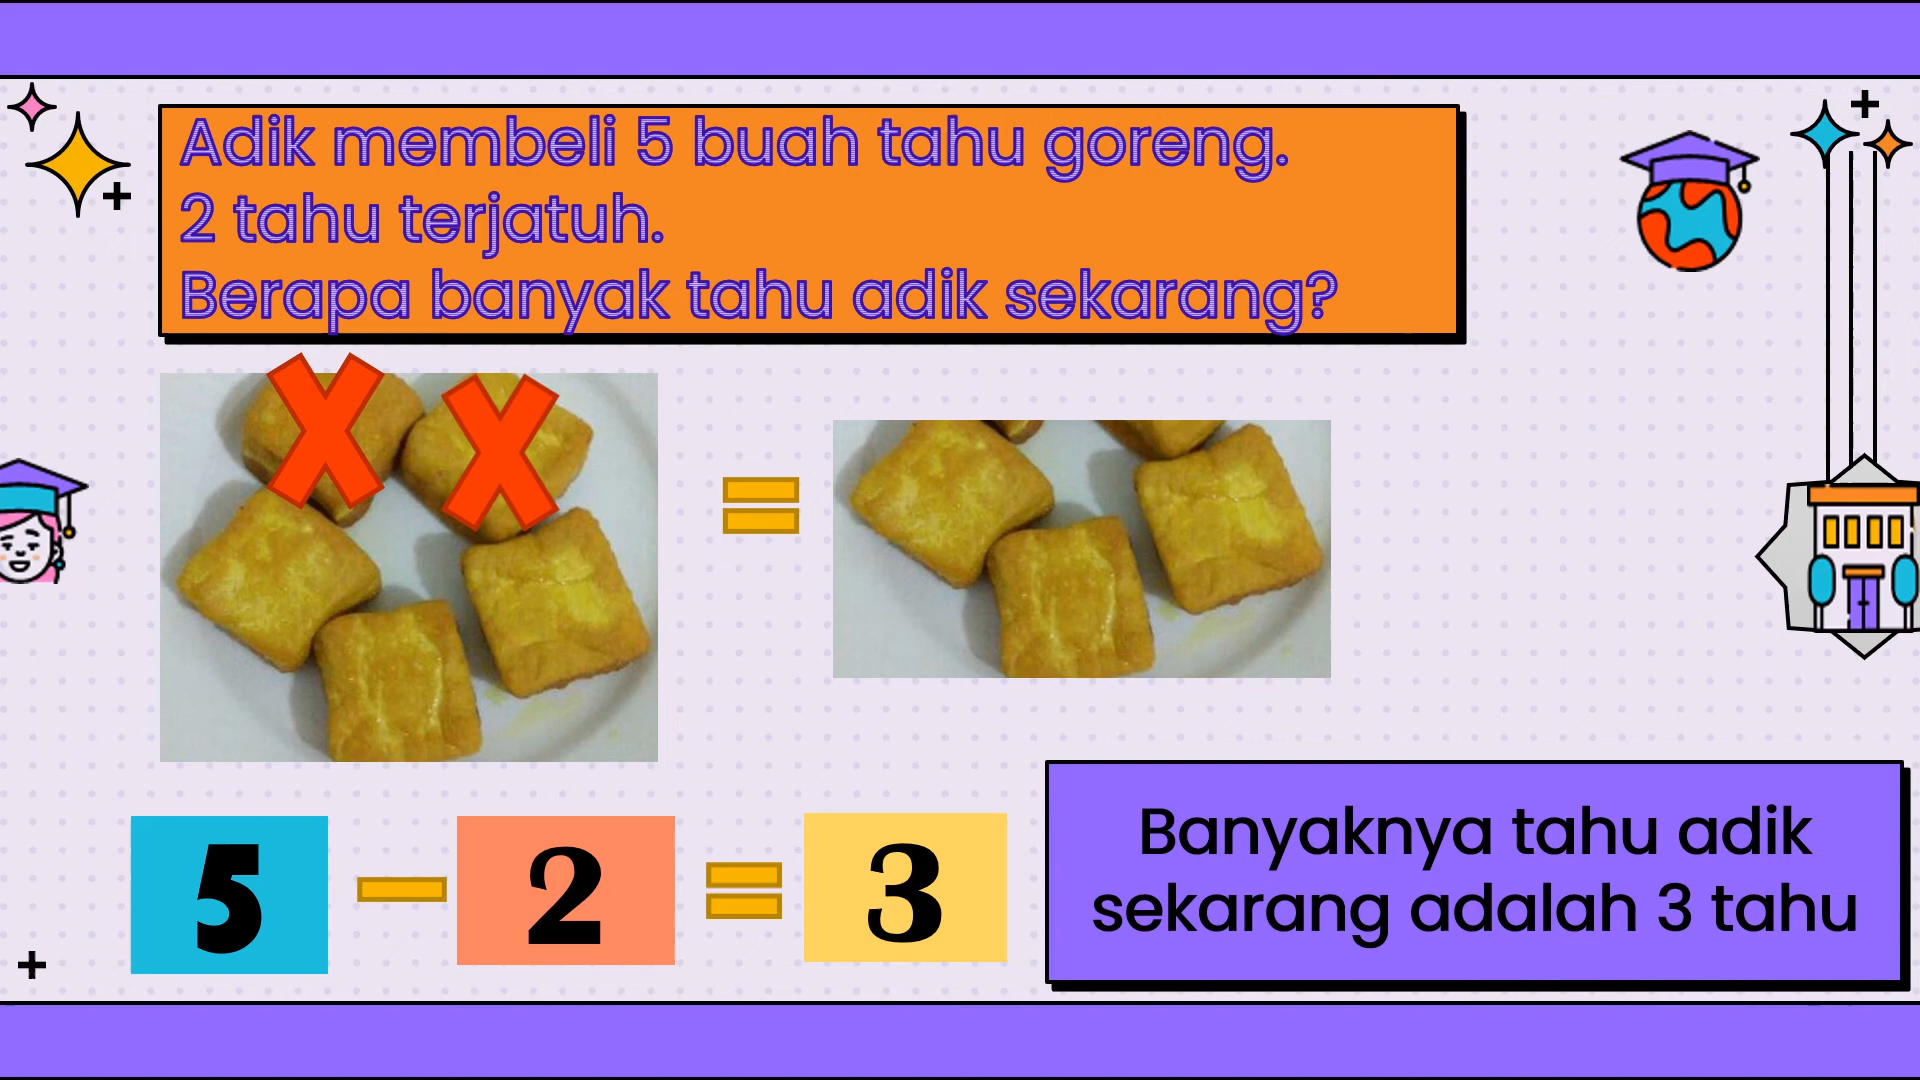 Adik membeli 5 buah tahu goreng.
2 tahu terjatuh.
Berapa banyak tahu adik sekarang?
X X
=
5 − 2 = 3
Banyaknya tahu adik
sekarang adalah 3 tahu